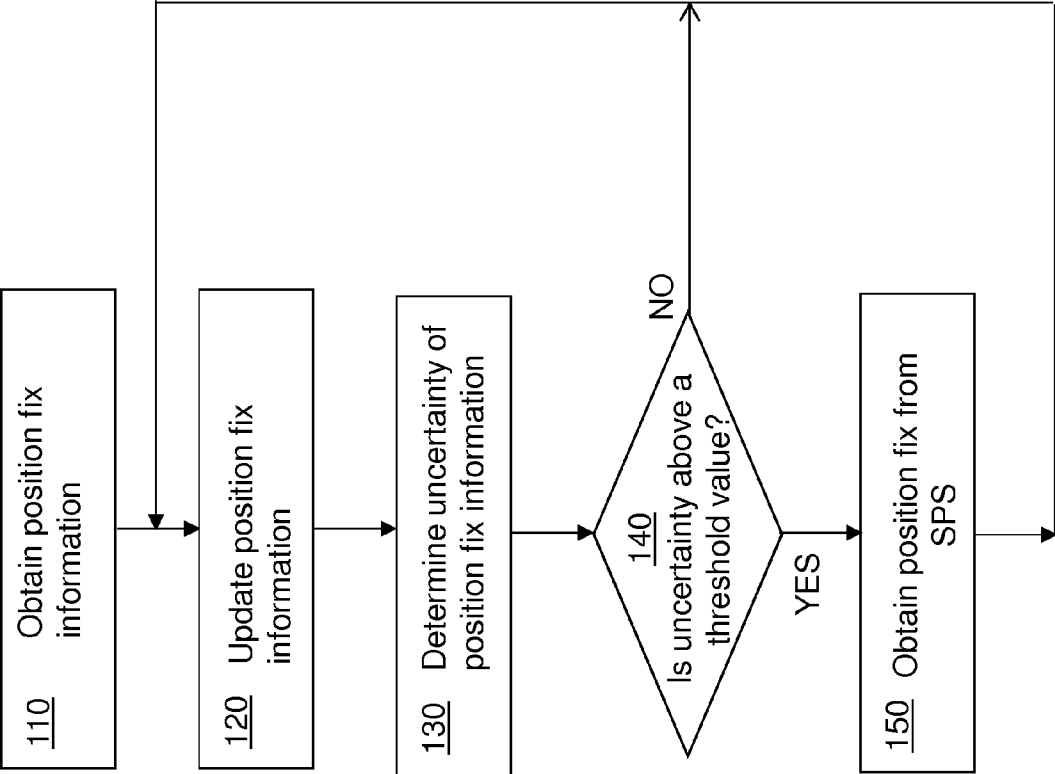 110 Obtain position fix
information
120 Update position fix
information
130 Determine uncertainty of
position fix information
140
Is uncertainty above a
threshold value?
NO
YES
150 Obtain position fix from
SPS